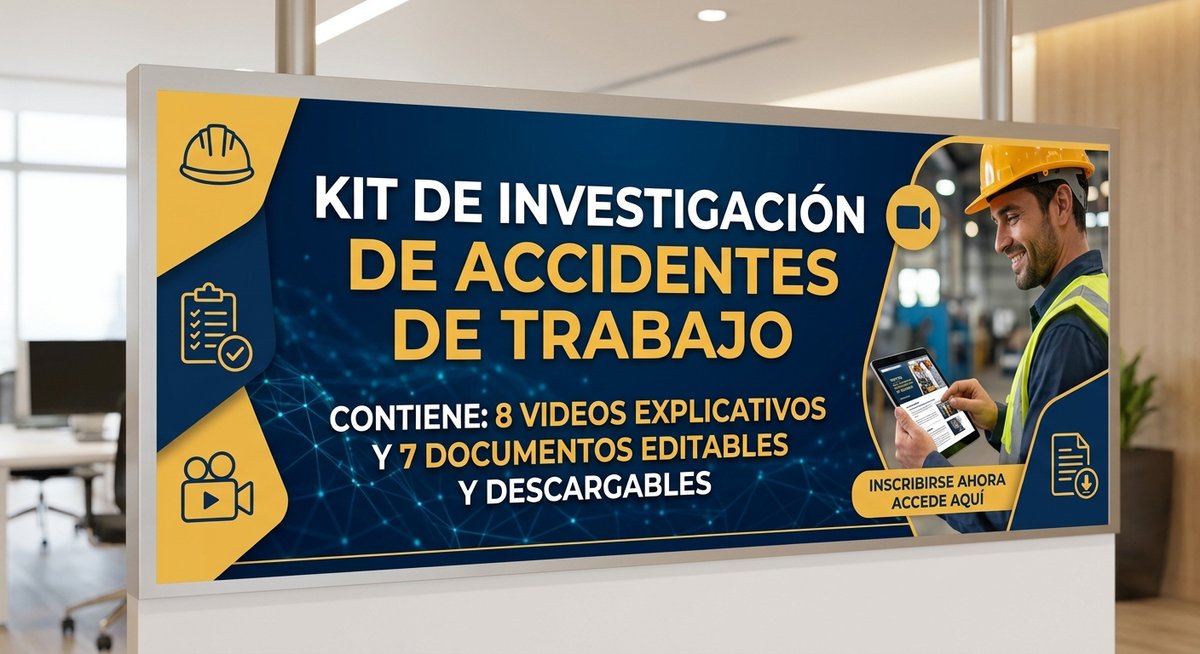 KIT DE INVESTIGACIÓN
DE ACCIDENTES
DE TRABAJO
CONTIENE: 8 VIDEOS EXPLICATIVOS
Y 7 DOCUMENTOS EDITABLES
Y DESCARGABLES
INSCRIBIRSE AHORA
ACCEDE AQUÍ